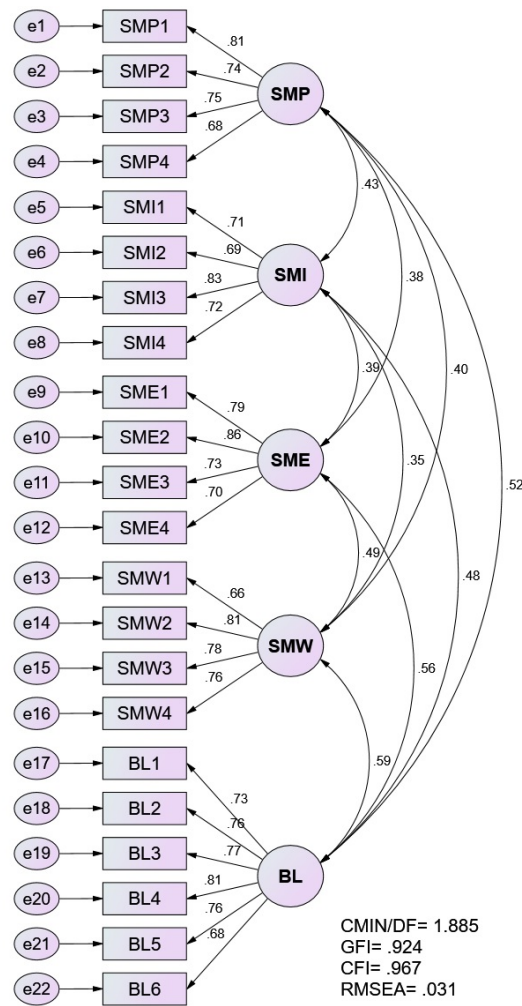 e1 SMP1
.81
e2 SMP2
.74
SMP
e3 SMP3
.75
.68
e4 SMP4
.43
e5 SMI1
.71
e6 SMI2
.69
SMI
.38
e7 SMI3
.83
.72
e8 SMI4
.40
.39
e9 SME1
.79
e10 SME2
.86
SME
.35
e11 SME3
.73
.52
.70
e12 SME4
.49
e13 SMW1
.66
.48
e14 SMW2
.81
SMW
e15 SMW3
.78
.56
.76
e16 SMW4
.59
e17 BL1
.73
e18 BL2
.76
e19 BL3
.77
BL
e20 BL4
.81
e21 BL5
.76
.68
e22 BL6
CMIN/DF= 1.885
GFI= .924
CFI= .967
RMSEA= .031